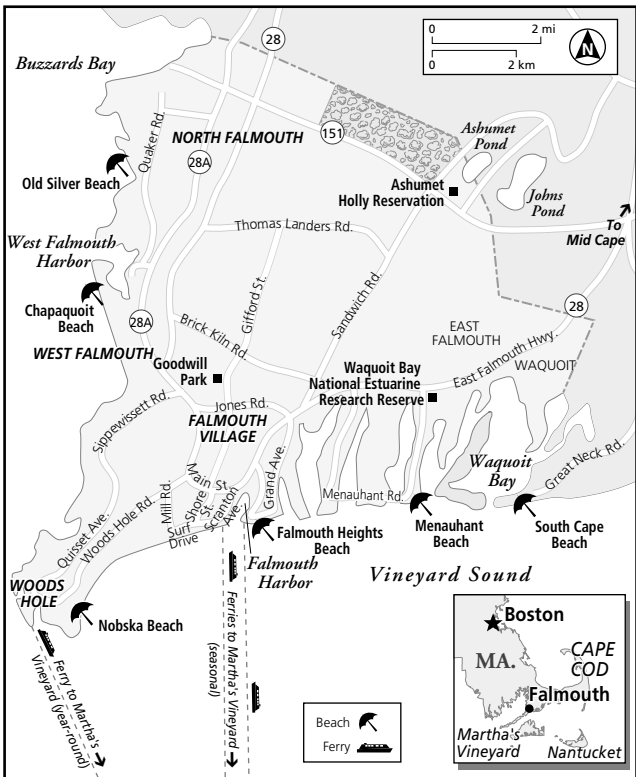 0 2 mi
0 2 km
N
Buzzards Bay
28
NORTH FALMOUTH
151
Quaker Rd.
28A
Ashumet
Pond
Old Silver Beach
Ashumet
Holly Reservation
Johns
Pond
To
Mid Cape
West Falmouth
Harbor
Thomas Landers Rd.
Gifford St.
Sandwich Rd.
Chapaquoit
Beach
28A
28
Brick Kiln Rd.
EAST
FALMOUTH
East Falmouth Hwy.
WAQUOIT
WEST FALMOUTH
Goodwill
Park
Waquoit Bay
National Estuarine
Research Reserve
Sippewissett Rd.
Jones Rd.
FALMOUTH
VILLAGE
Grand Ave.
Waquoit
Bay
Great Neck Rd.
Main St.
Shore
St.
Scranton
Ave.
Mill Rd.
Surf
Drive
Menauhant Rd.
Quisset Ave.
Woods Hole Rd.
Falmouth Heights
Beach
Menauhant
Beach
South Cape
Beach
Falmouth
Harbor
Vineyard Sound
WOODS
HOLE
Nobska Beach
Ferry to Martha's
Vineyard (year-round)
Ferries to Martha's Vineyard
(seasonal)
Beach
Ferry
Boston
MA.
CAPE
COD
Falmouth
Martha's
Vineyard
Nantucket